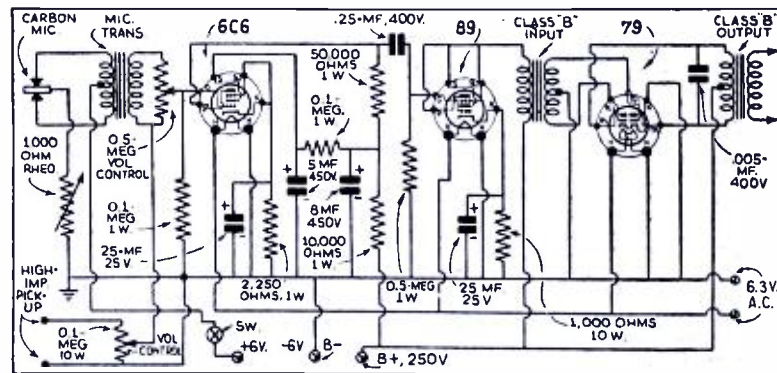 CARBON
MIC.
MIC.
TRANS
6C6
.25-MF, 400V.
89
CLASS "B"
INPUT
79
CLASS "B"
OUTPUT
50,000
OHMS
1 W
0.1-
MEG.
1W.
1,000
OHM
RHEO
0.5-
MEG
VOL
CONTROL
5 MF
450V.
.005-
MF.
400V
0.1-
MEG
1W.
8 MF
450V
25-MF
25 V
10,000
OHMS
1W
HIGH-
IMP.
PICK-
UP
2,250
OHMS, 1W
0.5-MEG
1W
25 MF
25V
6.3V.
A.C.
0.1-
MEG
10 W
VOL
CONTROL
SW.
1,000 OHMS
10 W.
+6V.
-6V
B-
B+, 250V
+
-
+
-
+
-
+
-